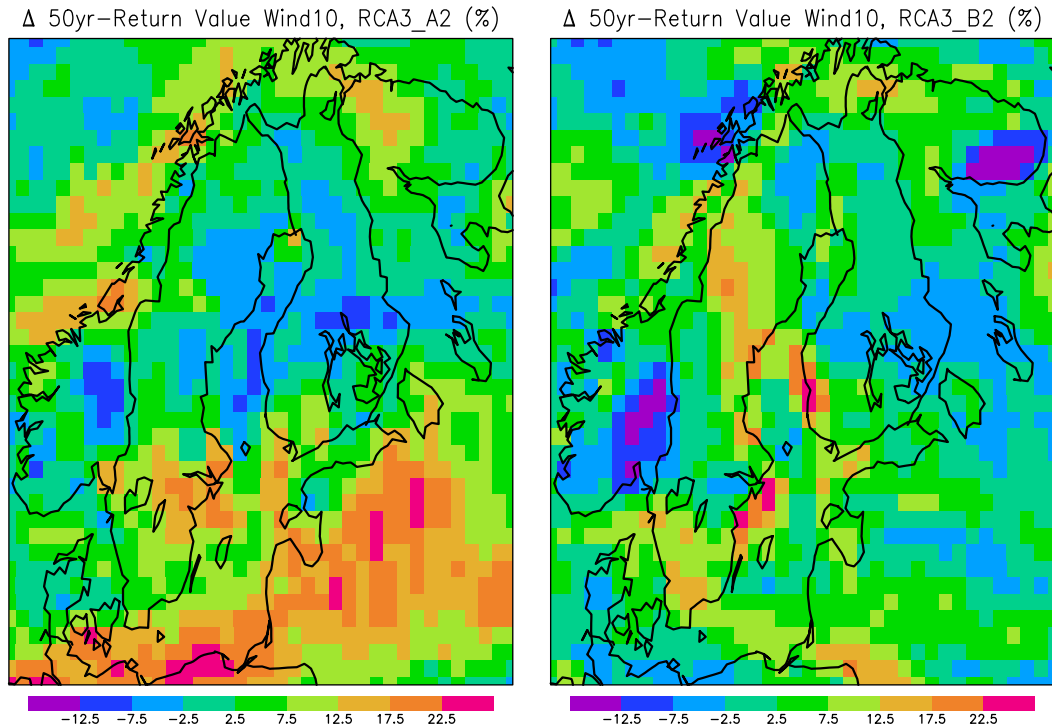 Δ 50yr-Return Value Wind10, RCA3_A2 (%)
Δ 50yr-Return Value Wind10, RCA3_B2 (%)
-12.5 -7.5 -2.5 2.5 7.5 12.5 17.5 22.5
-12.5 -7.5 -2.5 2.5 7.5 12.5 17.5 22.5